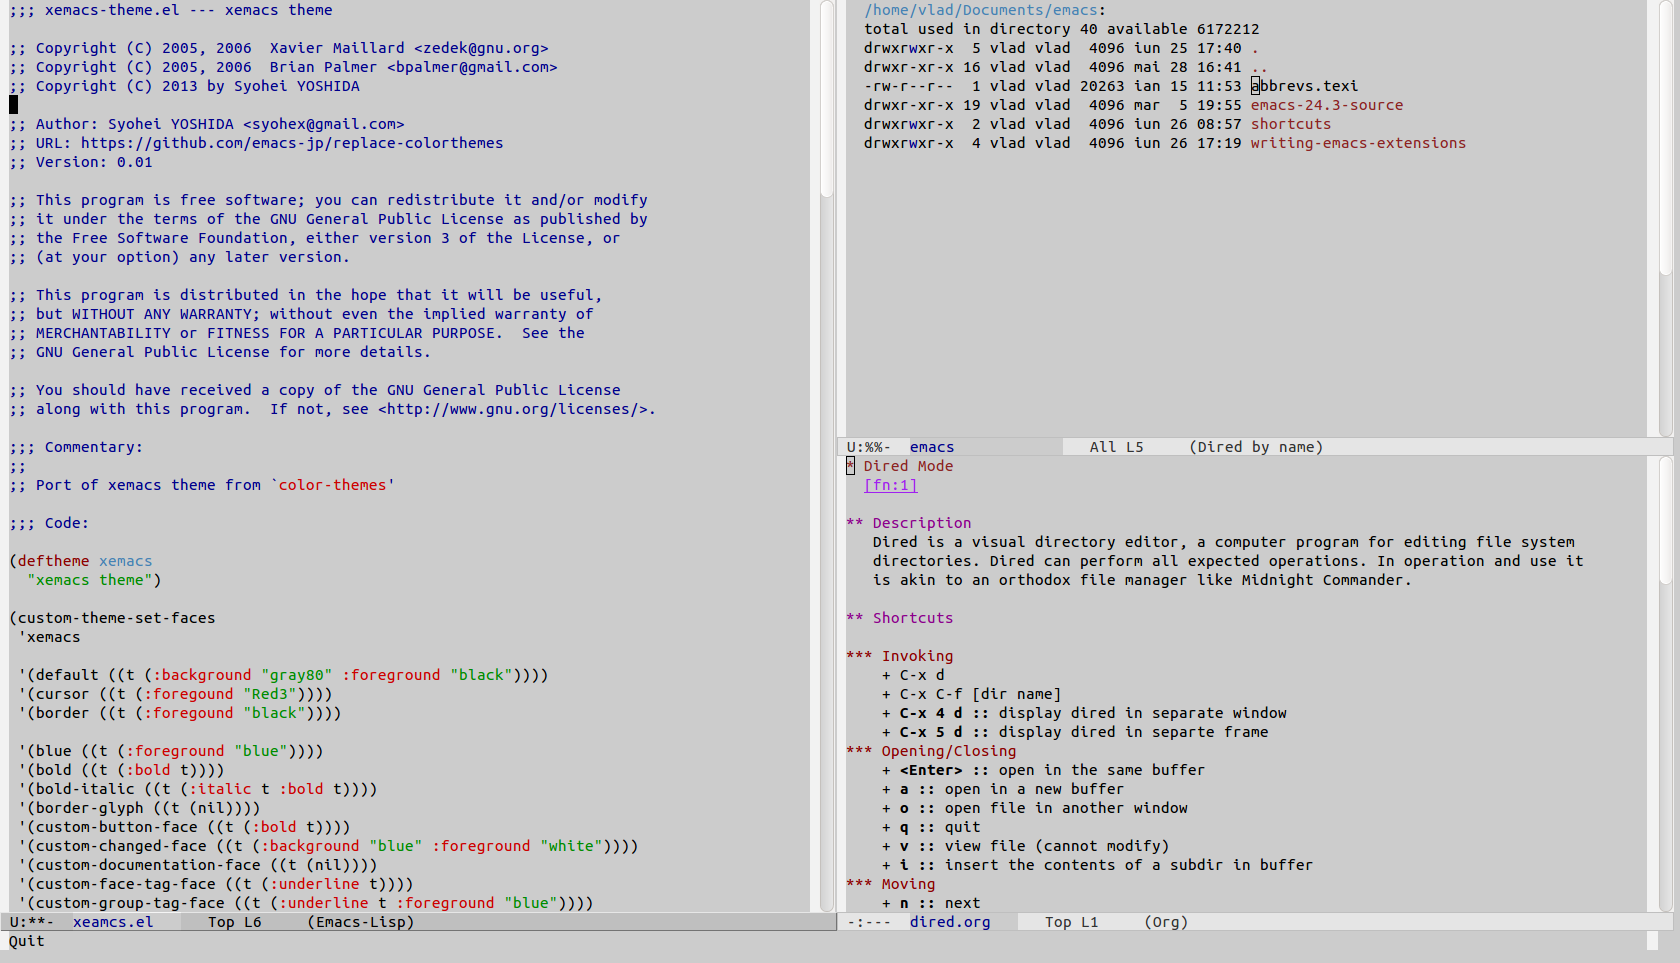 ;;; xemacs-theme.el --- xemacs theme

;; Copyright (C) 2005, 2006  Xavier Maillard <zedek@gnu.org>
;; Copyright (C) 2005, 2006  Brian Palmer <bpalmer@gmail.com>
;; Copyright (C) 2013 by Syohei YOSHIDA

;; Author: Syohei YOSHIDA <syohex@gmail.com>
;; URL: https://github.com/emacs-jp/replace-colorthemes
;; Version: 0.01

;; This program is free software; you can redistribute it and/or modify
;; it under the terms of the GNU General Public License as published by
;; the Free Software Foundation, either version 3 of the License, or
;; (at your option) any later version.

;; This program is distributed in the hope that it will be useful,
;; but WITHOUT ANY WARRANTY; without even the implied warranty of
;; MERCHANTABILITY or FITNESS FOR A PARTICULAR PURPOSE.  See the
;; GNU General Public License for more details.

;; You should have received a copy of the GNU General Public License
;; along with this program.  If not, see <http://www.gnu.org/licenses/>.

;;; Commentary:
;;
;; Port of xemacs theme from `color-themes'

;;; Code:

(deftheme xemacs
  "xemacs theme")

(custom-theme-set-faces
 'xemacs

 '(default ((t (:background "gray80" :foreground "black"))))
 '(cursor ((t (:foregound "Red3"))))
 '(border ((t (:foregound "black"))))

 '(blue ((t (:foreground "blue"))))
 '(bold ((t (:bold t))))
 '(bold-italic ((t (:italic t :bold t))))
 '(border-glyph ((t (nil))))
 '(custom-button-face ((t (:bold t))))
 '(custom-changed-face ((t (:background "blue" :foreground "white"))))
 '(custom-documentation-face ((t (nil))))
 '(custom-face-tag-face ((t (:underline t))))
 '(custom-group-tag-face ((t (:underline t :foreground "blue"))))
U:**-  xeamcs.el      Top L6     (Emacs-Lisp)
/home/vlad/Documents/emacs:
total used in directory 40 available 6172212
drwxrwxr-x  5 vlad vlad  4096 iun 25 17:40 .
drwxr-xr-x 16 vlad vlad  4096 mai 28 16:41 ..
-rw-r--r--  1 vlad vlad 20263 ian 15 11:53 abbrevs.texi
drwxr-xr-x 19 vlad vlad  4096 mar  5 19:55 emacs-24.3-source
drwxrwxr-x  2 vlad vlad  4096 iun 26 08:57 shortcuts
drwxrwxr-x  4 vlad vlad  4096 iun 26 17:19 writing-emacs-extensions
U:%%-  emacs               All L5     (Dired by name)
* Dired Mode
  [fn:1]

** Description
   Dired is a visual directory editor, a computer program for editing file system
   directories. Dired can perform all expected operations. In operation and use it
   is akin to an orthodox file manager like Midnight Commander.

** Shortcuts

*** Invoking
    + C-x d
    + C-x C-f [dir name]
    + C-x 4 d :: display dired in separate window
    + C-x 5 d :: display dired in separte frame
*** Opening/Closing
    + <Enter> :: open in the same buffer
    + a :: open in a new buffer
    + o :: open file in another window
    + q :: quit
    + v :: view file (cannot modify)
    + i :: insert the contents of a subdir in buffer
*** Moving
    + n :: next
-:---  dired.org      Top L1     (Org)
Quit